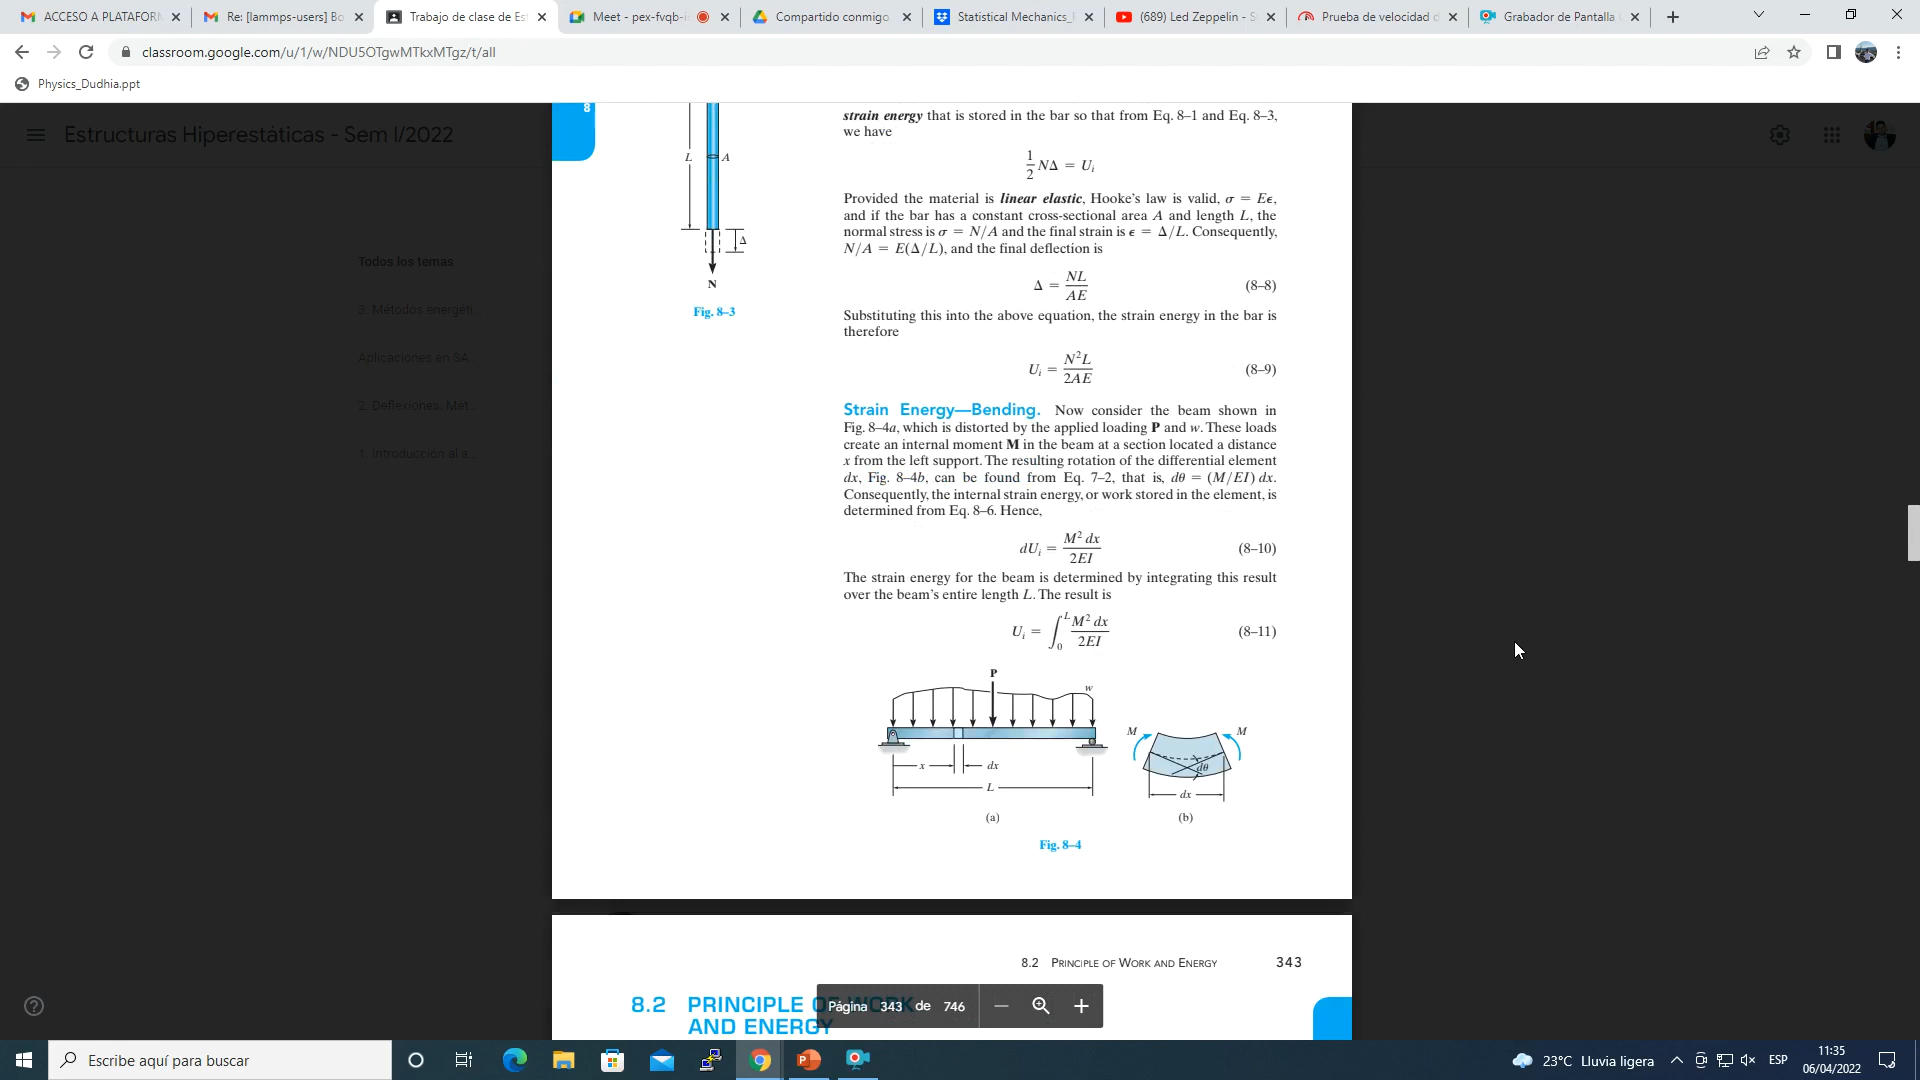 ACCESO A PLATAFORM
Re: [lammps-users] Bo
Trabajo de clase de Es
Meet - pex-fvqb-i
Compartido conmigo
Statistical Mechanics_
(689) Led Zeppelin - S
Prueba de velocidad d
Grabador de Pantalla
classroom.google.com/u/1/w/NDU5OTgwMTkxMTgz/t/all
Physics_Dudhia.ppt
Estructuras Hiperestáticas - Sem I/2022
Todos los temas
3. Métodos energéti...
Aplicaciones en SA...
2. Deflexiones. Mét...
1. Introducción al a...
8
L
A
Δ
N
Fig. 8–3
strain energy that is stored in the bar so that from Eq. 8–1 and Eq. 8–3,
we have
1/2 NΔ = Uᵢ
Provided the material is linear elastic, Hooke's law is valid, σ = Eϵ,
and if the bar has a constant cross-sectional area A and length L, the
normal stress is σ = N/A and the final strain is ϵ = Δ/L. Consequently,
N/A = E(Δ/L), and the final deflection is
Δ = NL/AE (8–8)
Substituting this into the above equation, the strain energy in the bar is
therefore
Uᵢ = N²L/2AE (8–9)
Strain Energy—Bending. Now consider the beam shown in
Fig. 8–4a, which is distorted by the applied loading P and w. These loads
create an internal moment M in the beam at a section located a distance
x from the left support. The resulting rotation of the differential element
dx, Fig. 8–4b, can be found from Eq. 7–2, that is, dθ = (M/EI) dx.
Consequently, the internal strain energy, or work stored in the element, is
determined from Eq. 8–6. Hence,
dUᵢ = M² dx/2EI (8–10)
The strain energy for the beam is determined by integrating this result
over the beam's entire length L. The result is
Uᵢ = ∫₀ᴸ M² dx/2EI (8–11)
P
w
x
dx
L
(a)
M
M
dθ
dx
(b)
Fig. 8–4
8.2 PRINCIPLE OF WORK AND ENERGY 343
8.2 PRINCIPLE OF WORK
AND ENERGY
Página 343 de 746
Escribe aquí para buscar
23°C Lluvia ligera
ESP
11:35
06/04/2022